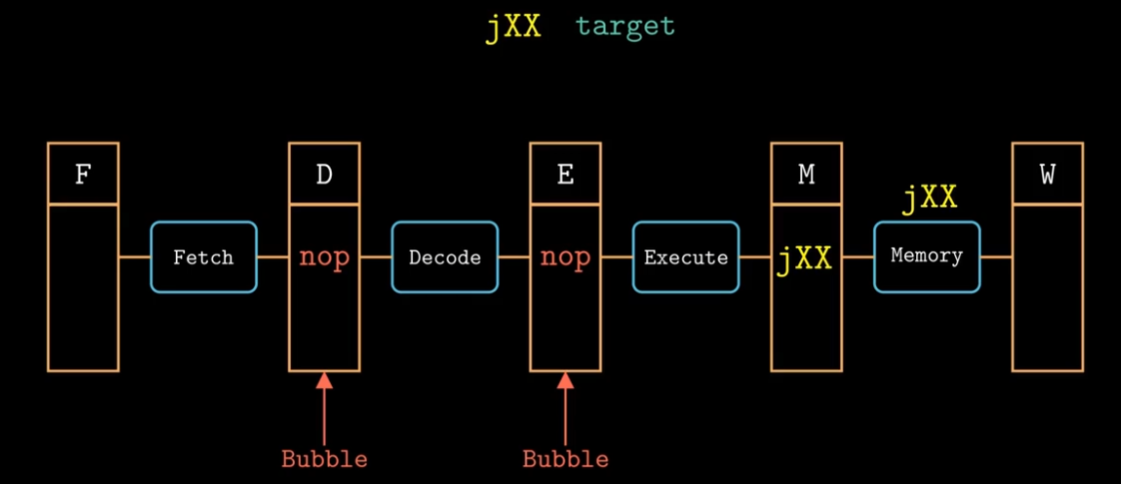 jXX target
F
D
E
M
W
jXX
Fetch
nop
Decode
nop
Execute
jXX
Memory
Bubble
Bubble